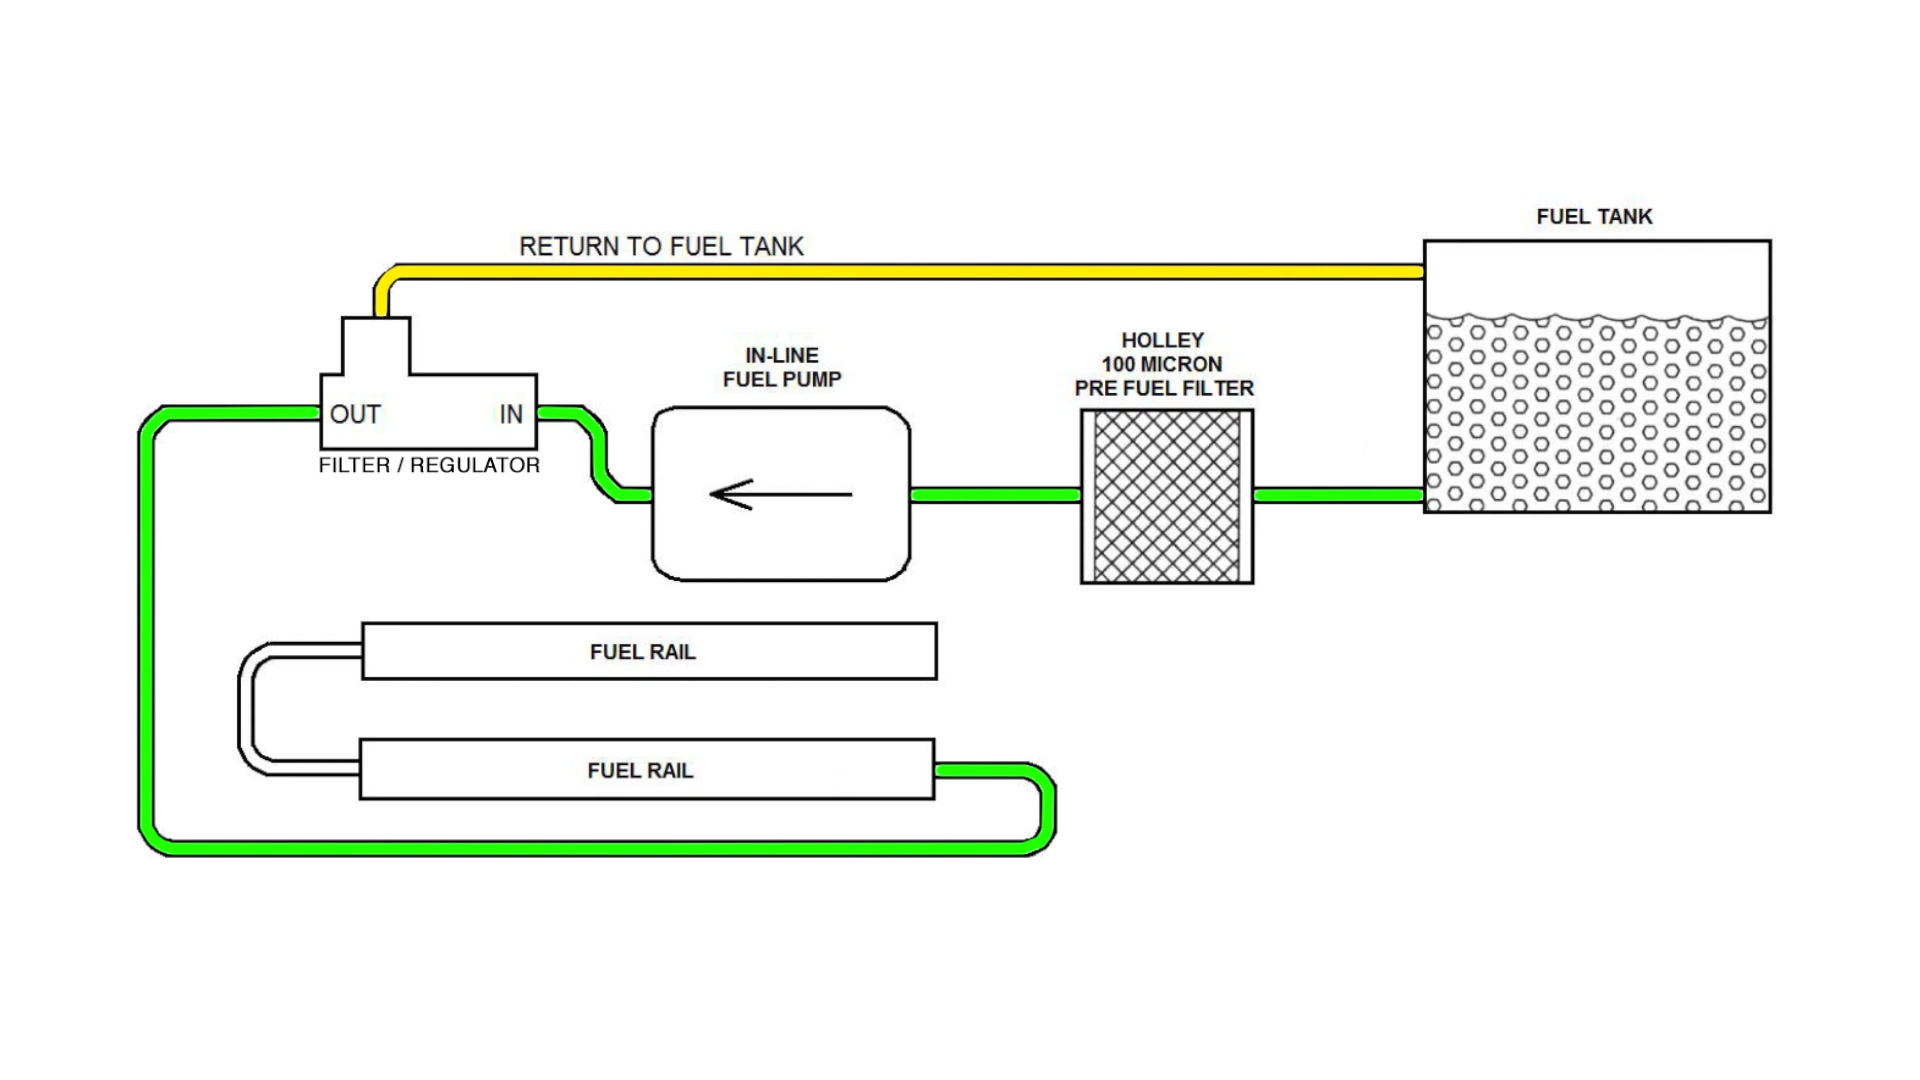 FUEL TANK
RETURN TO FUEL TANK
HOLLEY
100 MICRON
PRE FUEL FILTER
IN-LINE
FUEL PUMP
OUT
IN
FILTER / REGULATOR
FUEL RAIL
FUEL RAIL